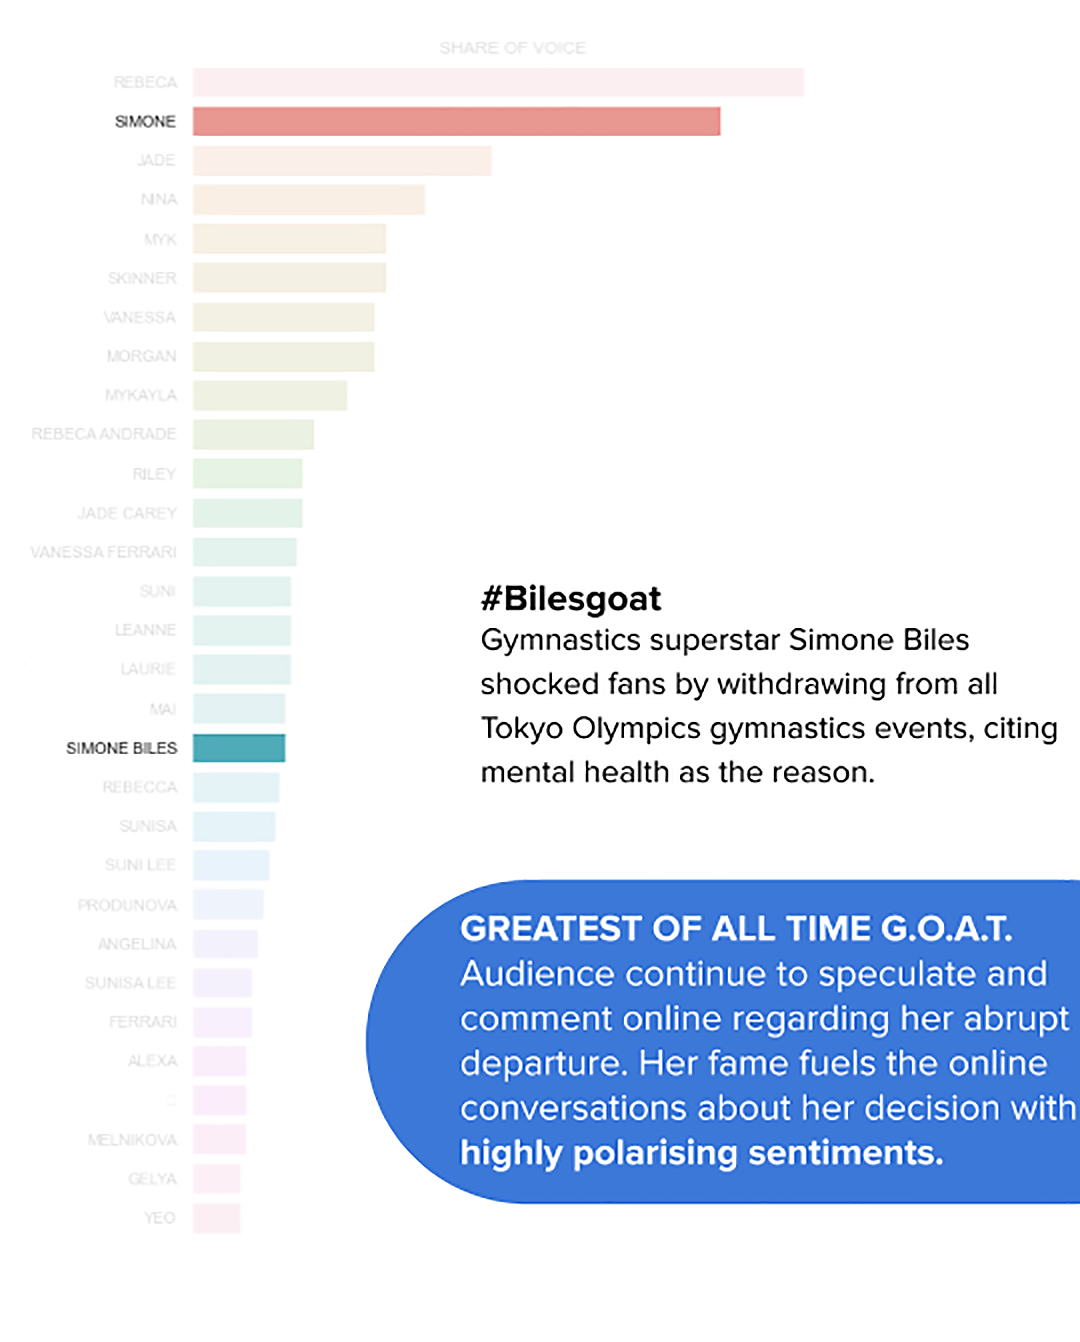 SHARE OF VOICE
REBECA
SIMONE
JADE
NINA
MYK
SKINNER
VANESSA
MORGAN
MYKAYLA
REBECA ANDRADE
RILEY
JADE CAREY
VANESSA FERRARI
SUNI
LEANNE
LAURIE
MAI
SIMONE BILES
REBECCA
SUNISA
SUNI LEE
PRODUNOVA
ANGELINA
SUNISA LEE
FERRARI
ALEXA
C
MELNIKOVA
GELYA
YEO
#Bilesgoat
Gymnastics superstar Simone Biles
shocked fans by withdrawing from all
Tokyo Olympics gymnastics events, citing
mental health as the reason.
GREATEST OF ALL TIME G.O.A.T.
Audience continue to speculate and
comment online regarding her abrupt
departure. Her fame fuels the online
conversations about her decision with
highly polarising sentiments.